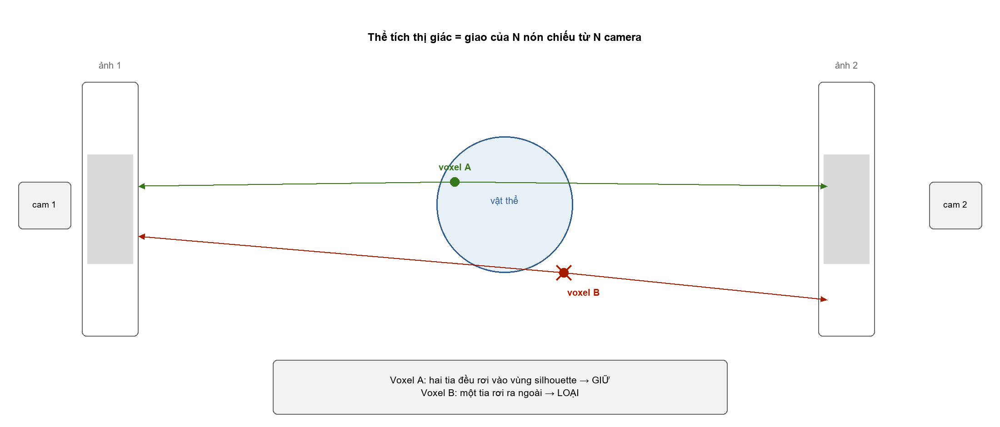 Thể tích thị giác = giao của N nón chiếu từ N camera
ảnh 1
ảnh 2
voxel A
vật thể
cam 1
cam 2
voxel B
Voxel A: hai tia đều rơi vào vùng silhouette → GIỮ
Voxel B: một tia rơi ra ngoài → LOẠI